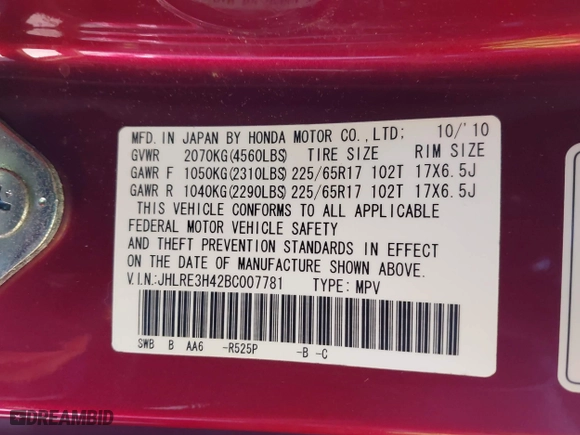 MFD. IN JAPAN BY HONDA MOTOR CO., LTD: 10/'10
GVWR 2070KG(4560LBS) TIRE SIZE RIM SIZE
GAWR F 1050KG(2310LBS) 225/65R17 102T 17X6.5J
GAWR R 1040KG(2290LBS) 225/65R17 102T 17X6.5J
THIS VEHICLE CONFORMS TO ALL APPLICABLE
FEDERAL MOTOR VEHICLE SAFETY
AND THEFT PREVENTION STANDARDS IN EFFECT
ON THE DATE OF MANUFACTURE SHOWN ABOVE.
V.I.N:JHLRE3H42BC007781 TYPE: MPV
SWB B AA6 -R525P -B -C
DREAMBID